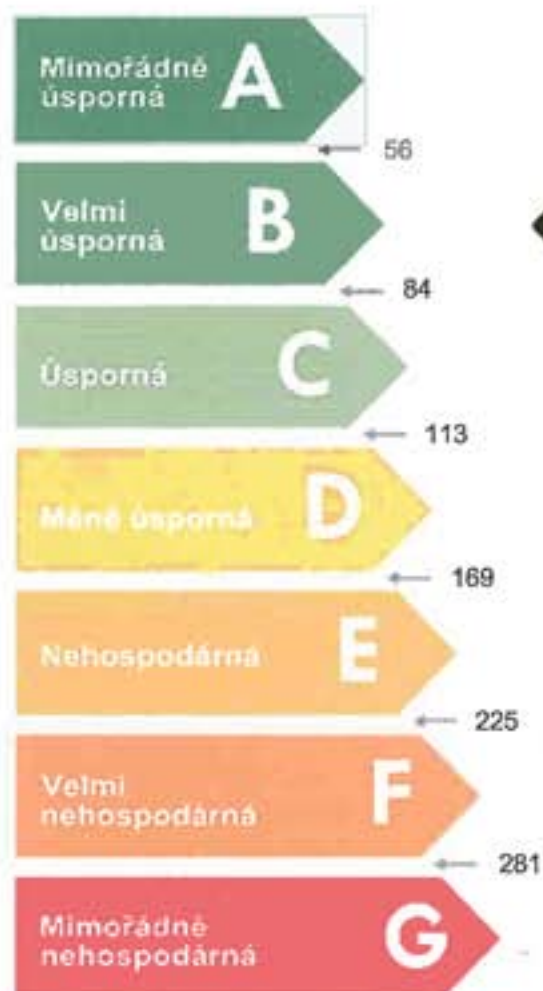 Mimořádně
úsporná
A
56
Velmi
úsporná
B
84
Úsporná
C
113
Méně úsporná
D
169
Nehospodárná
E
225
Velmi
nehospodárná
F
281
Mimořádně
nehospodárná
G